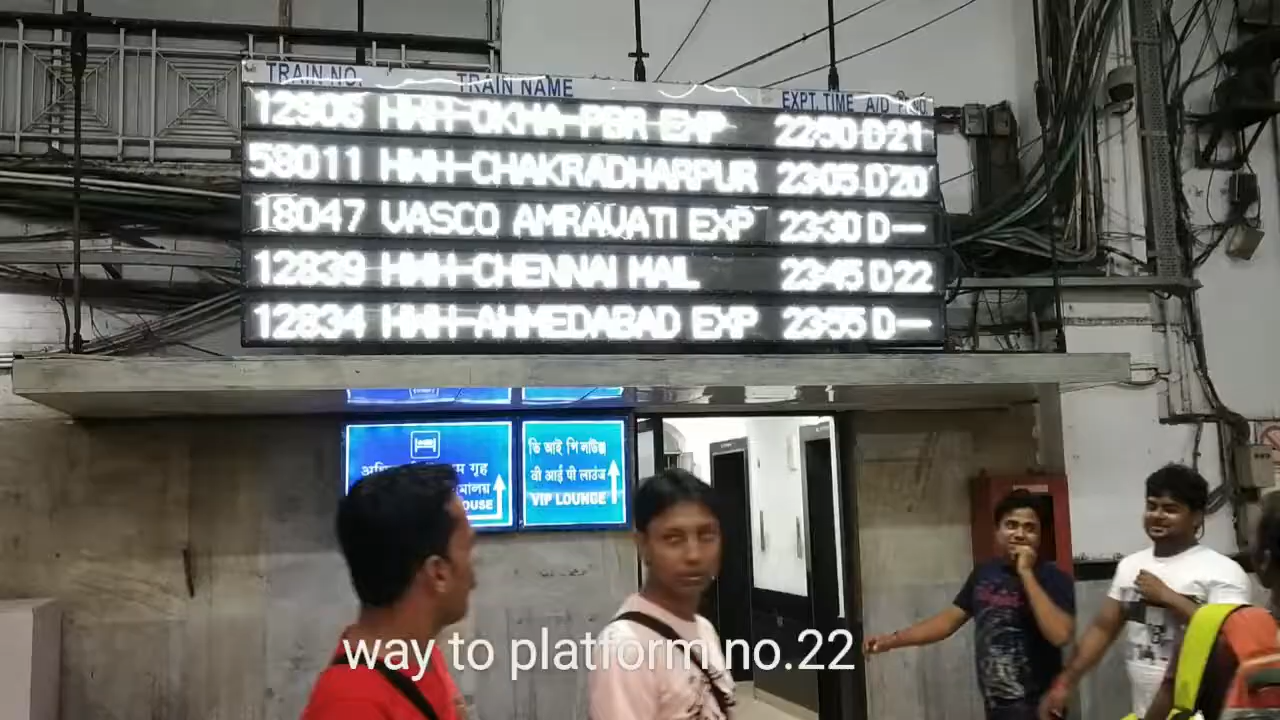 TRAIN NO. TRAIN NAME EXPT. TIME A/D P.NO
12906 HWH-OKHA-PBR EXP 22:50 D 21
58011 HWH-CHAKRADHARPUR 23:05 D 20
18047 VASCO AMRAVATI EXP 23:30 D --
12839 HWH-CHENNAI MAIL 23:45 D 22
12834 HWH-AHMEDABAD EXP 23:55 D --
গৃহ
ভি আই পি লাউঞ্জ
वी आई पी लाउंज
VIP LOUNGE
way to platform no.22